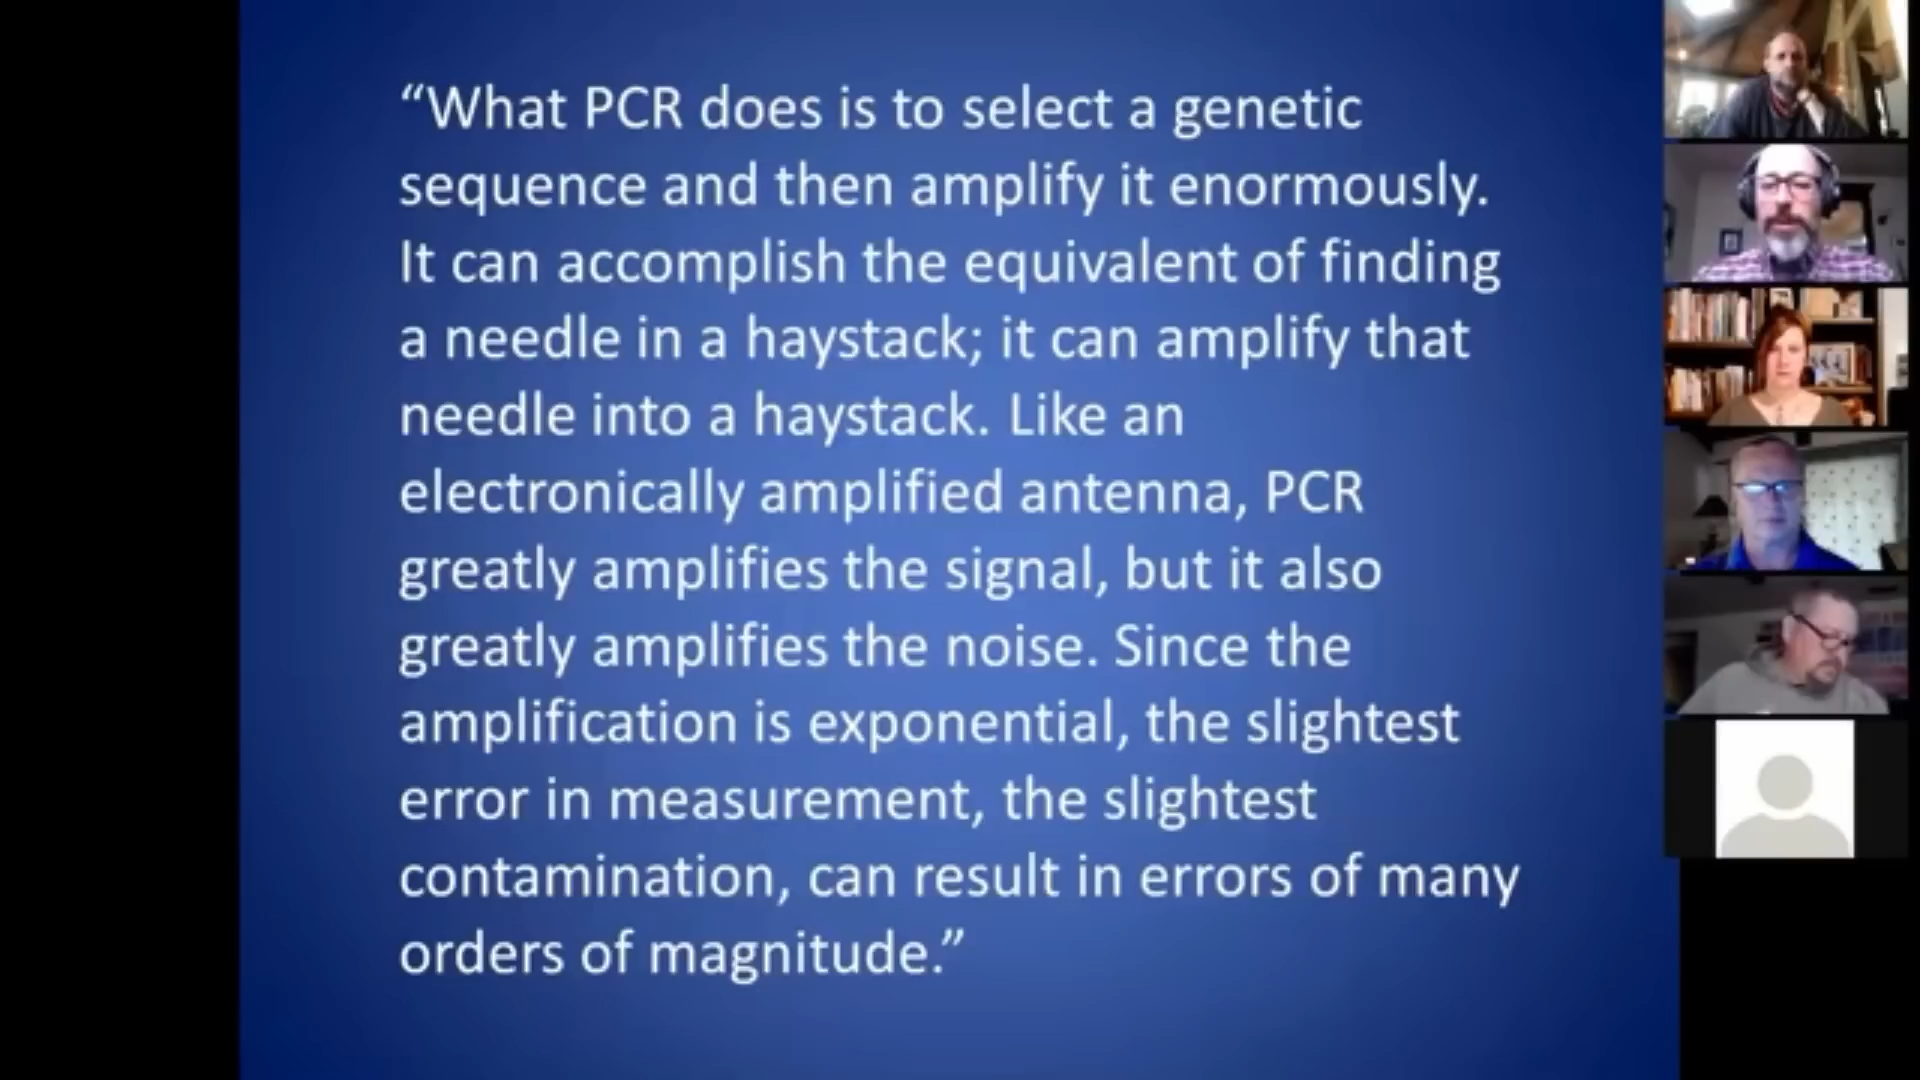 “What PCR does is to select a genetic
sequence and then amplify it enormously.
It can accomplish the equivalent of finding
a needle in a haystack; it can amplify that
needle into a haystack. Like an
electronically amplified antenna, PCR
greatly amplifies the signal, but it also
greatly amplifies the noise. Since the
amplification is exponential, the slightest
error in measurement, the slightest
contamination, can result in errors of many
orders of magnitude.”